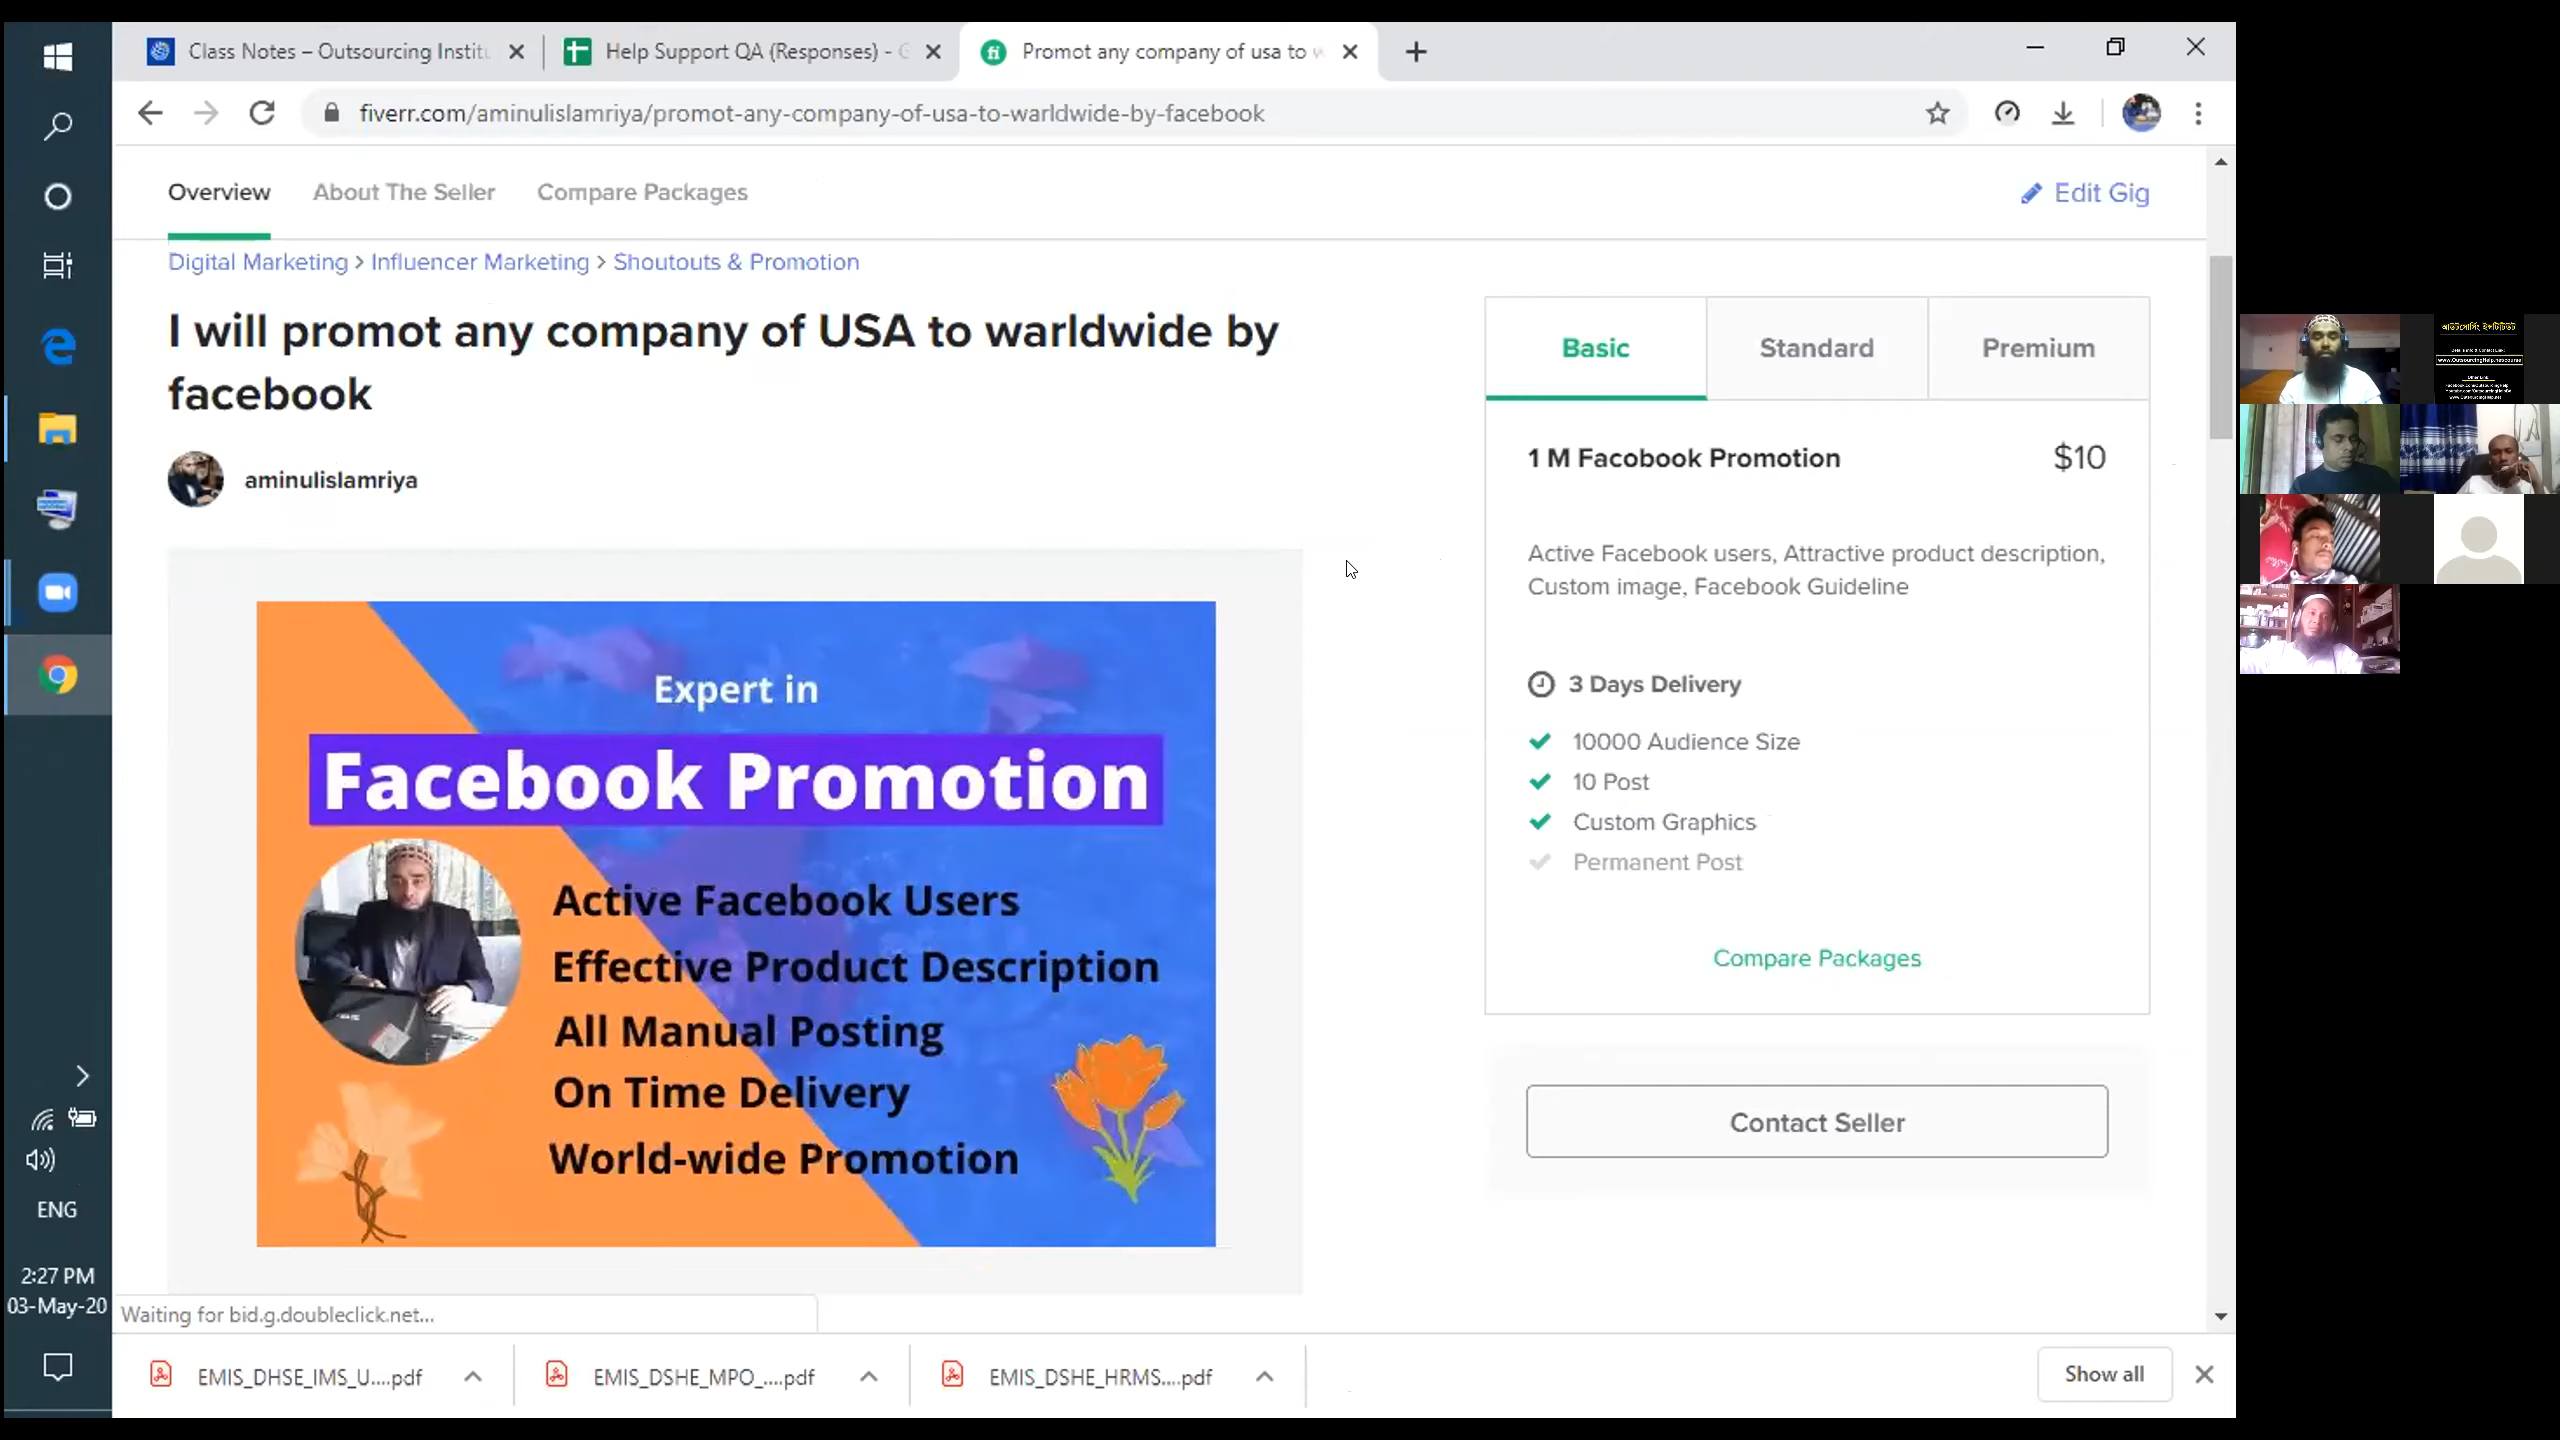 Class Notes – Outsourcing Institu
Help Support QA (Responses) - G
Promot any company of usa to w
fiverr.com/aminulislamriya/promot-any-company-of-usa-to-warldwide-by-facebook
Overview
About The Seller
Compare Packages
Edit Gig
Digital Marketing > Influencer Marketing > Shoutouts & Promotion
I will promot any company of USA to warldwide by
facebook
aminulislamriya
Expert in
Facebook Promotion
Active Facebook Users
Effective Product Description
All Manual Posting
On Time Delivery
World-wide Promotion
Basic
Standard
Premium
1 M Facobook Promotion
$10
Active Facebook users, Attractive product description,
Custom image, Facebook Guideline
3 Days Delivery
10000 Audience Size
10 Post
Custom Graphics
Permanent Post
Compare Packages
Contact Seller
ENG
2:27 PM
03-May-20
Waiting for bid.g.doubleclick.net...
EMIS_DHSE_IMS_U....pdf
EMIS_DSHE_MPO_....pdf
EMIS_DSHE_HRMS....pdf
Show all